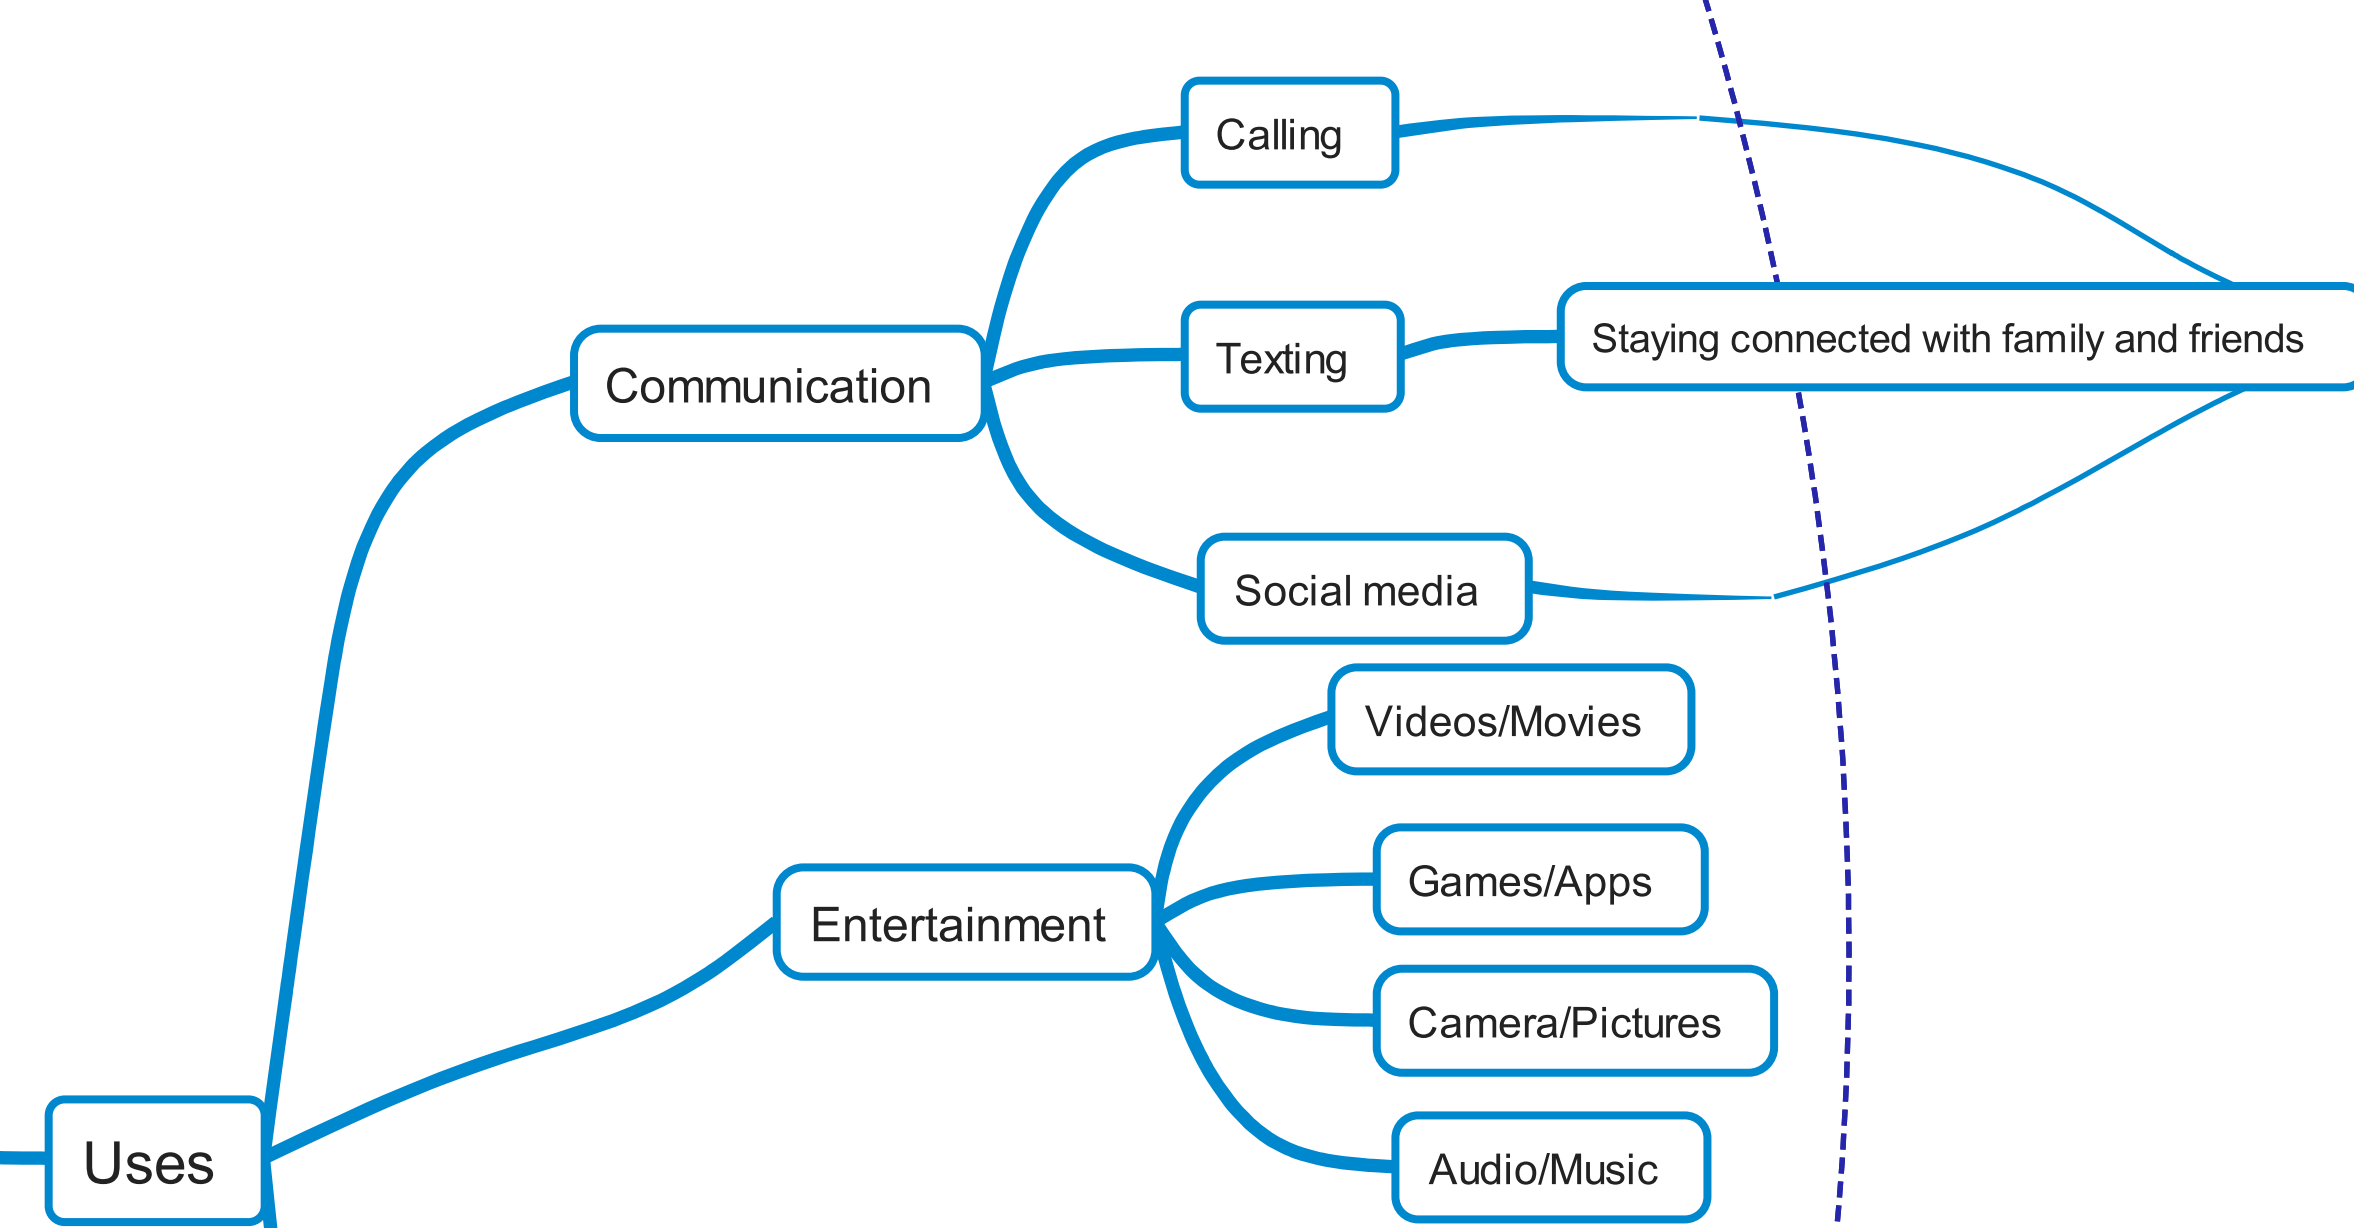 Calling
Staying connected with family and friends
Texting
Communication
Social media
Videos/Movies
Games/Apps
Entertainment
Camera/Pictures
Uses
Audio/Music